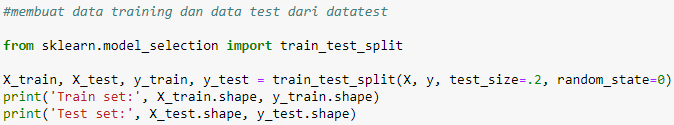 #membuat data training dan data test dari datatest
from sklearn.model_selection import train_test_split
X_train, X_test, y_train, y_test = train_test_split(X, y, test_size=.2, random_state=0)
print('Train set:', X_train.shape, y_train.shape)
print('Test set:', X_test.shape, y_test.shape)